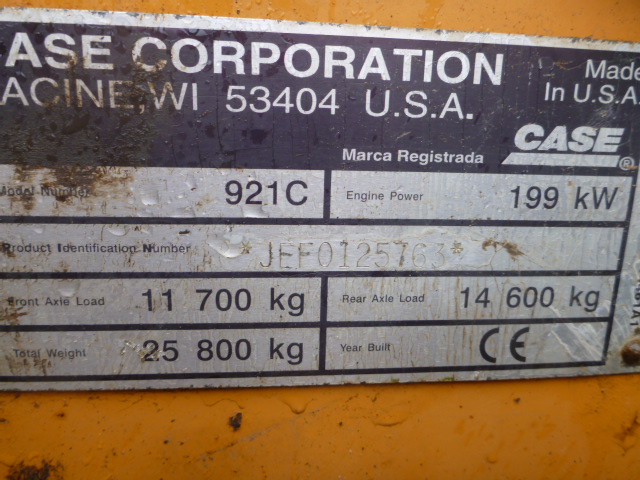 ASE CORPORATION
ACINE, WI 53404 U.S.A.
Made
In U.S.A
Marca Registrada
CASE ®
Model Number 921C
Engine Power 199 kW
Product Identification Number *JEF0125763*
Front Axle Load 11 700 kg
Rear Axle Load 14 600 kg
Total Weight 25 800 kg
Year Built CE